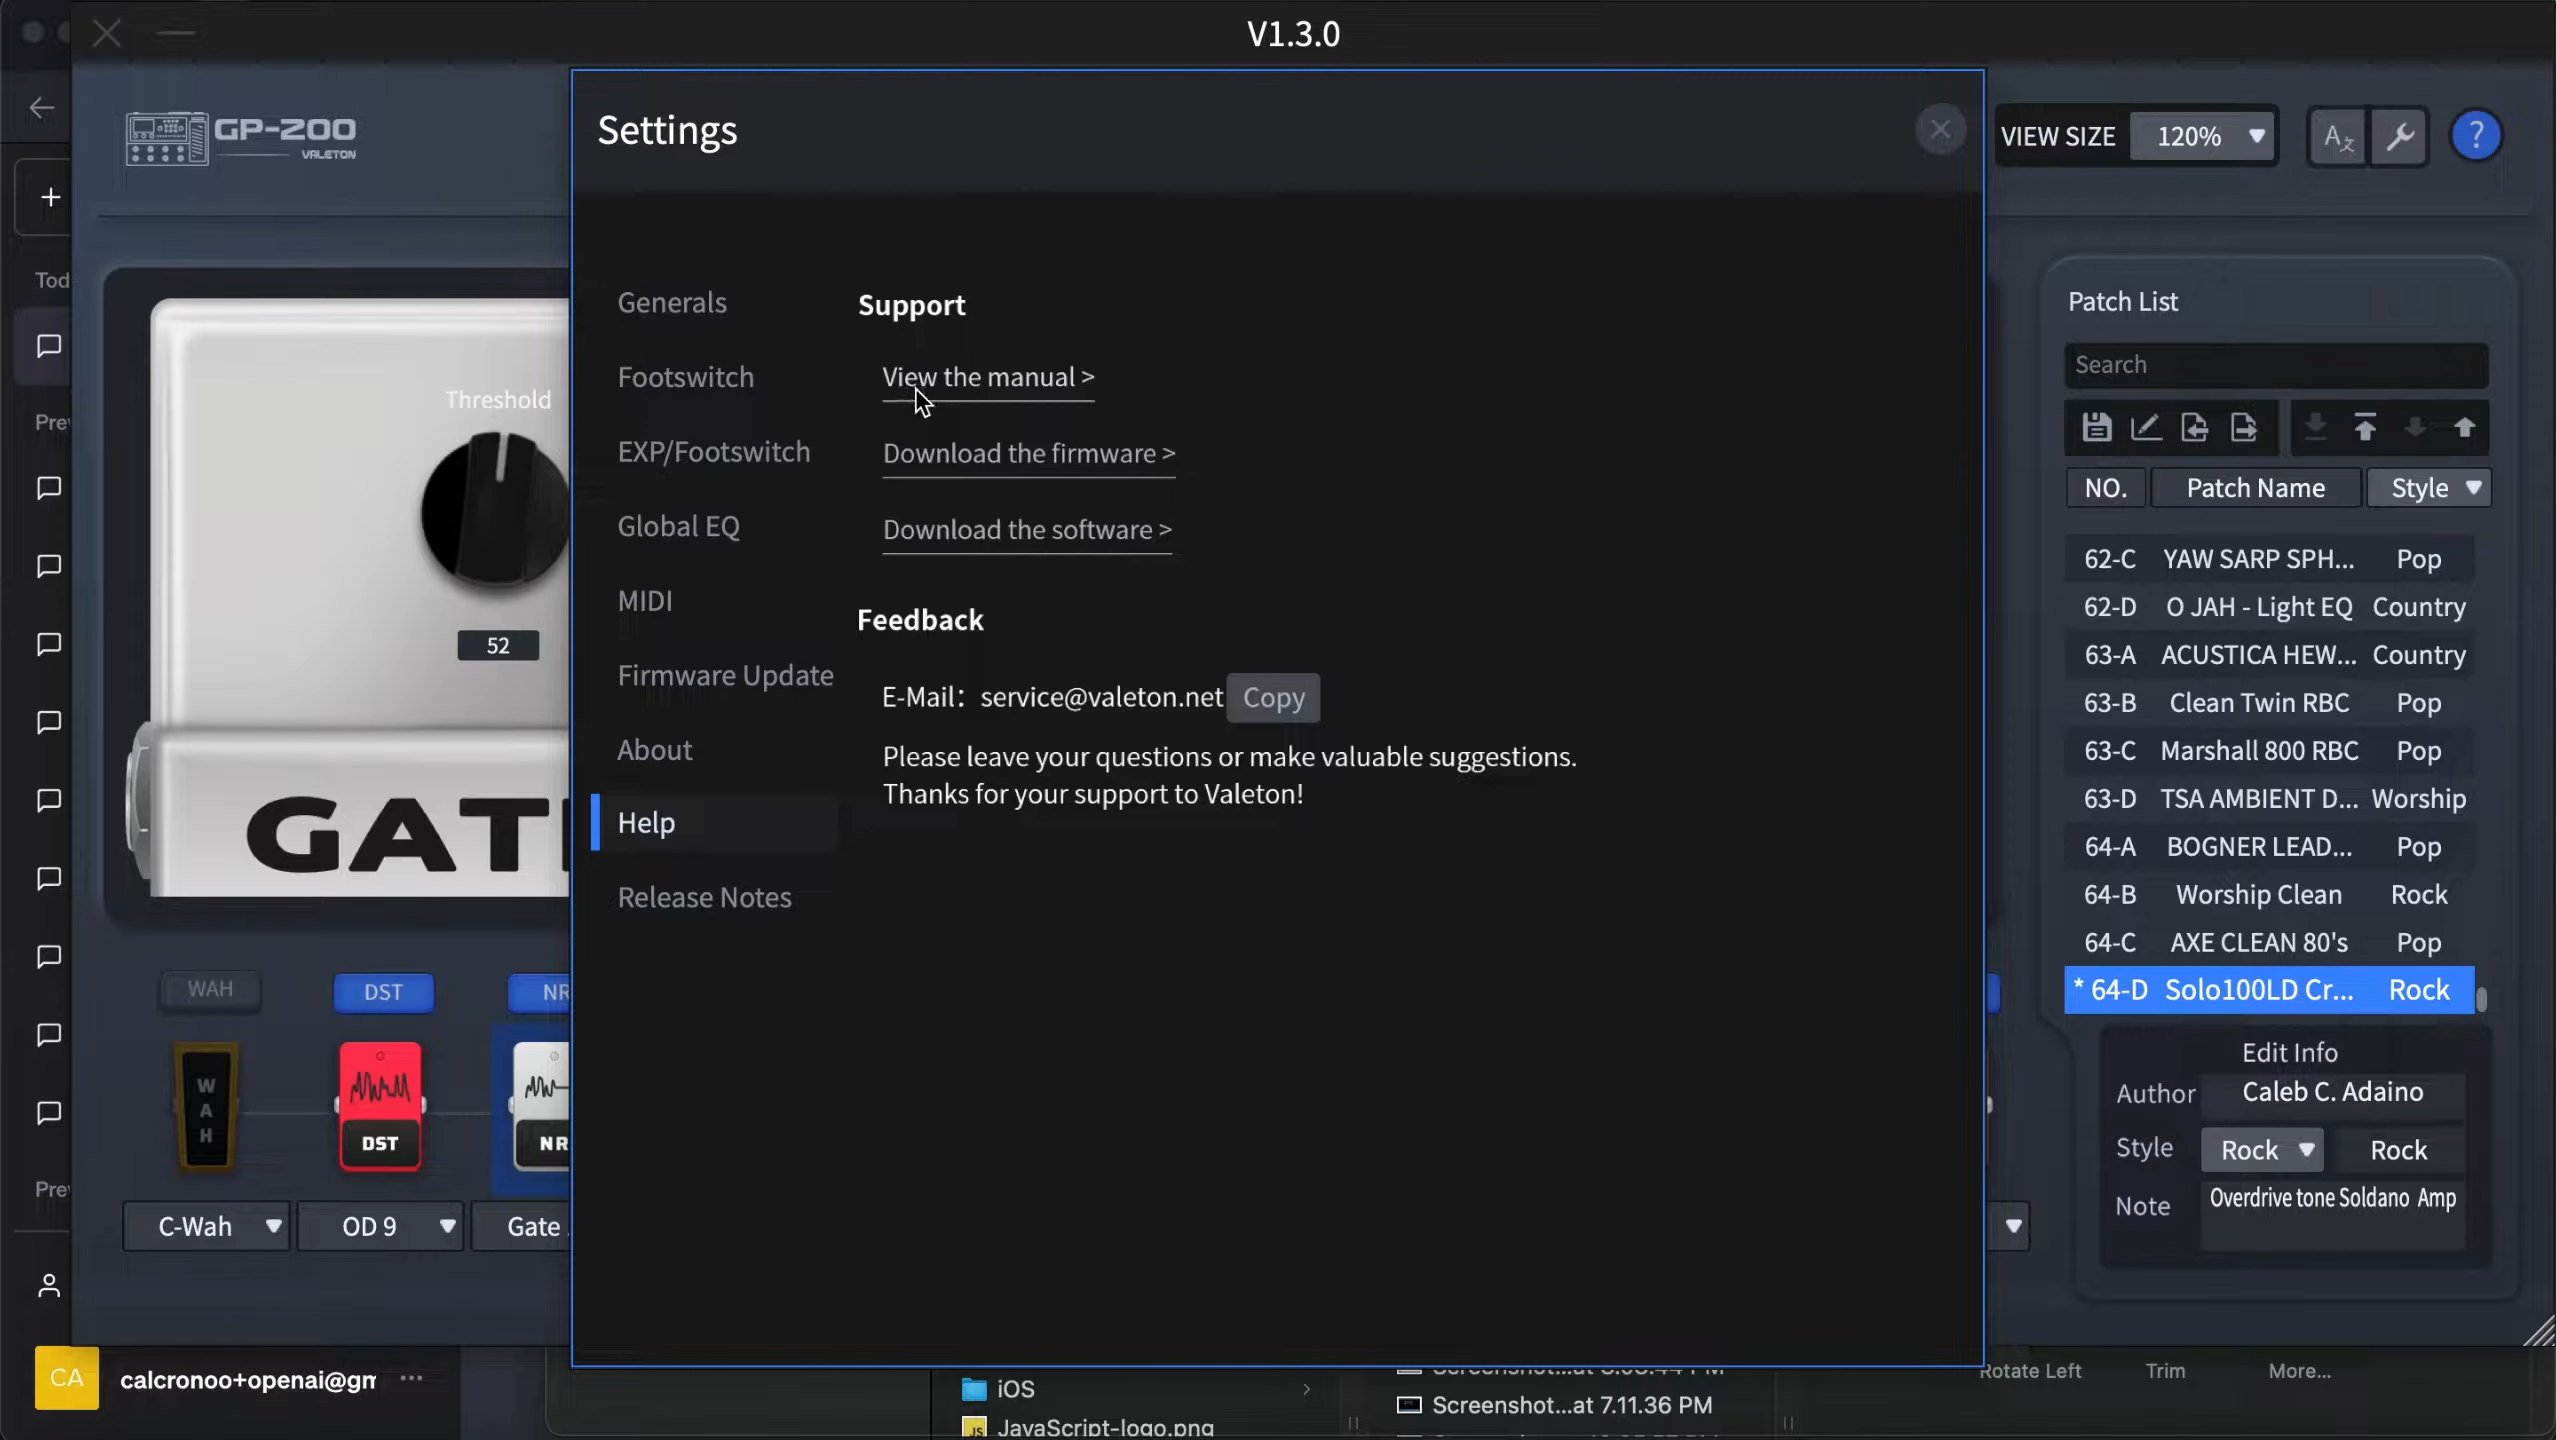 V1.3.0
GP-200
VALETON
Settings
VIEW SIZE
120%
?
Tod
Generals
Support
Patch List
Footswitch
View the manual >
Search
Threshold
Prev
EXP/Footswitch
Download the firmware >
NO.
Patch Name
Style
Global EQ
Download the software >
62-C YAW SARP SPH... Pop
62-D O JAH - Light EQ Country
MIDI
Feedback
63-A ACUSTICA HEW... Country
52
Firmware Update
E-Mail: service@valeton.net Copy
63-B Clean Twin RBC Pop
About
Please leave your questions or make valuable suggestions.
Thanks for your support to Valeton!
63-C Marshall 800 RBC Pop
63-D TSA AMBIENT D... Worship
GAT
Help
64-A BOGNER LEAD... Pop
Release Notes
64-B Worship Clean Rock
64-C AXE CLEAN 80's Pop
WAH
DST
NR
* 64-D Solo100LD Cr... Rock
Edit Info
Author Caleb C. Adaino
WAH
DST
NR
Style Rock Rock
Note Overdrive tone Soldano Amp
Prev
C-Wah
OD 9
Gate
CA
calcronoo+openai@gm
iOS
JavaScript-logo.png
Screenshot...at 7.11.36 PM
Rotate Left
Trim
More...